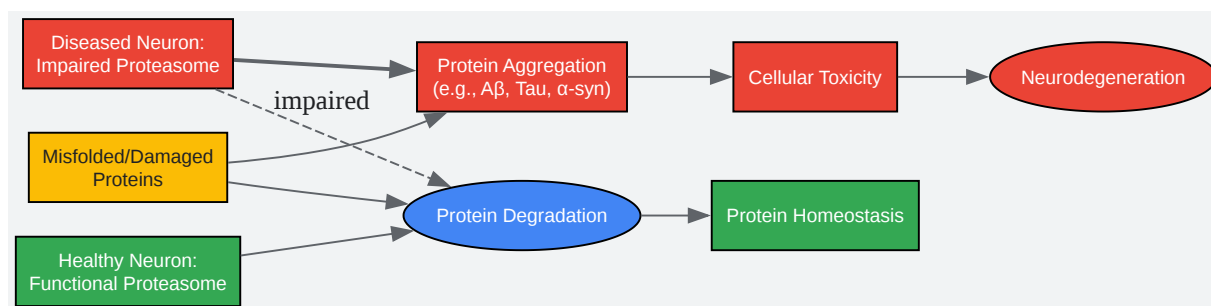 Diseased Neuron:
Impaired Proteasome
Protein Aggregation
(e.g., Aβ, Tau, α-syn)
Cellular Toxicity
Neurodegeneration
impaired
Misfolded/Damaged
Proteins
Protein Degradation
Protein Homeostasis
Healthy Neuron:
Functional Proteasome